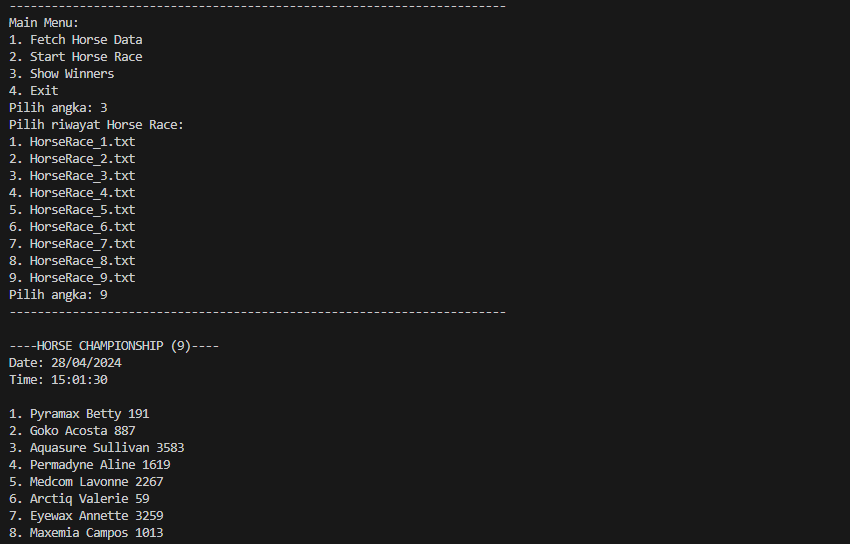 -----------------------------------------------------------------------
Main Menu:
1. Fetch Horse Data
2. Start Horse Race
3. Show Winners
4. Exit
Pilih angka: 3
Pilih riwayat Horse Race:
1. HorseRace_1.txt
2. HorseRace_2.txt
3. HorseRace_3.txt
4. HorseRace_4.txt
5. HorseRace_5.txt
6. HorseRace_6.txt
7. HorseRace_7.txt
8. HorseRace_8.txt
9. HorseRace_9.txt
Pilih angka: 9
-----------------------------------------------------------------------
----HORSE CHAMPIONSHIP (9)----
Date: 28/04/2024
Time: 15:01:30
1. Pyramax Betty 191
2. Goko Acosta 887
3. Aquasure Sullivan 3583
4. Permadyne Aline 1619
5. Medcom Lavonne 2267
6. Arctiq Valerie 59
7. Eyewax Annette 3259
8. Maxemia Campos 1013